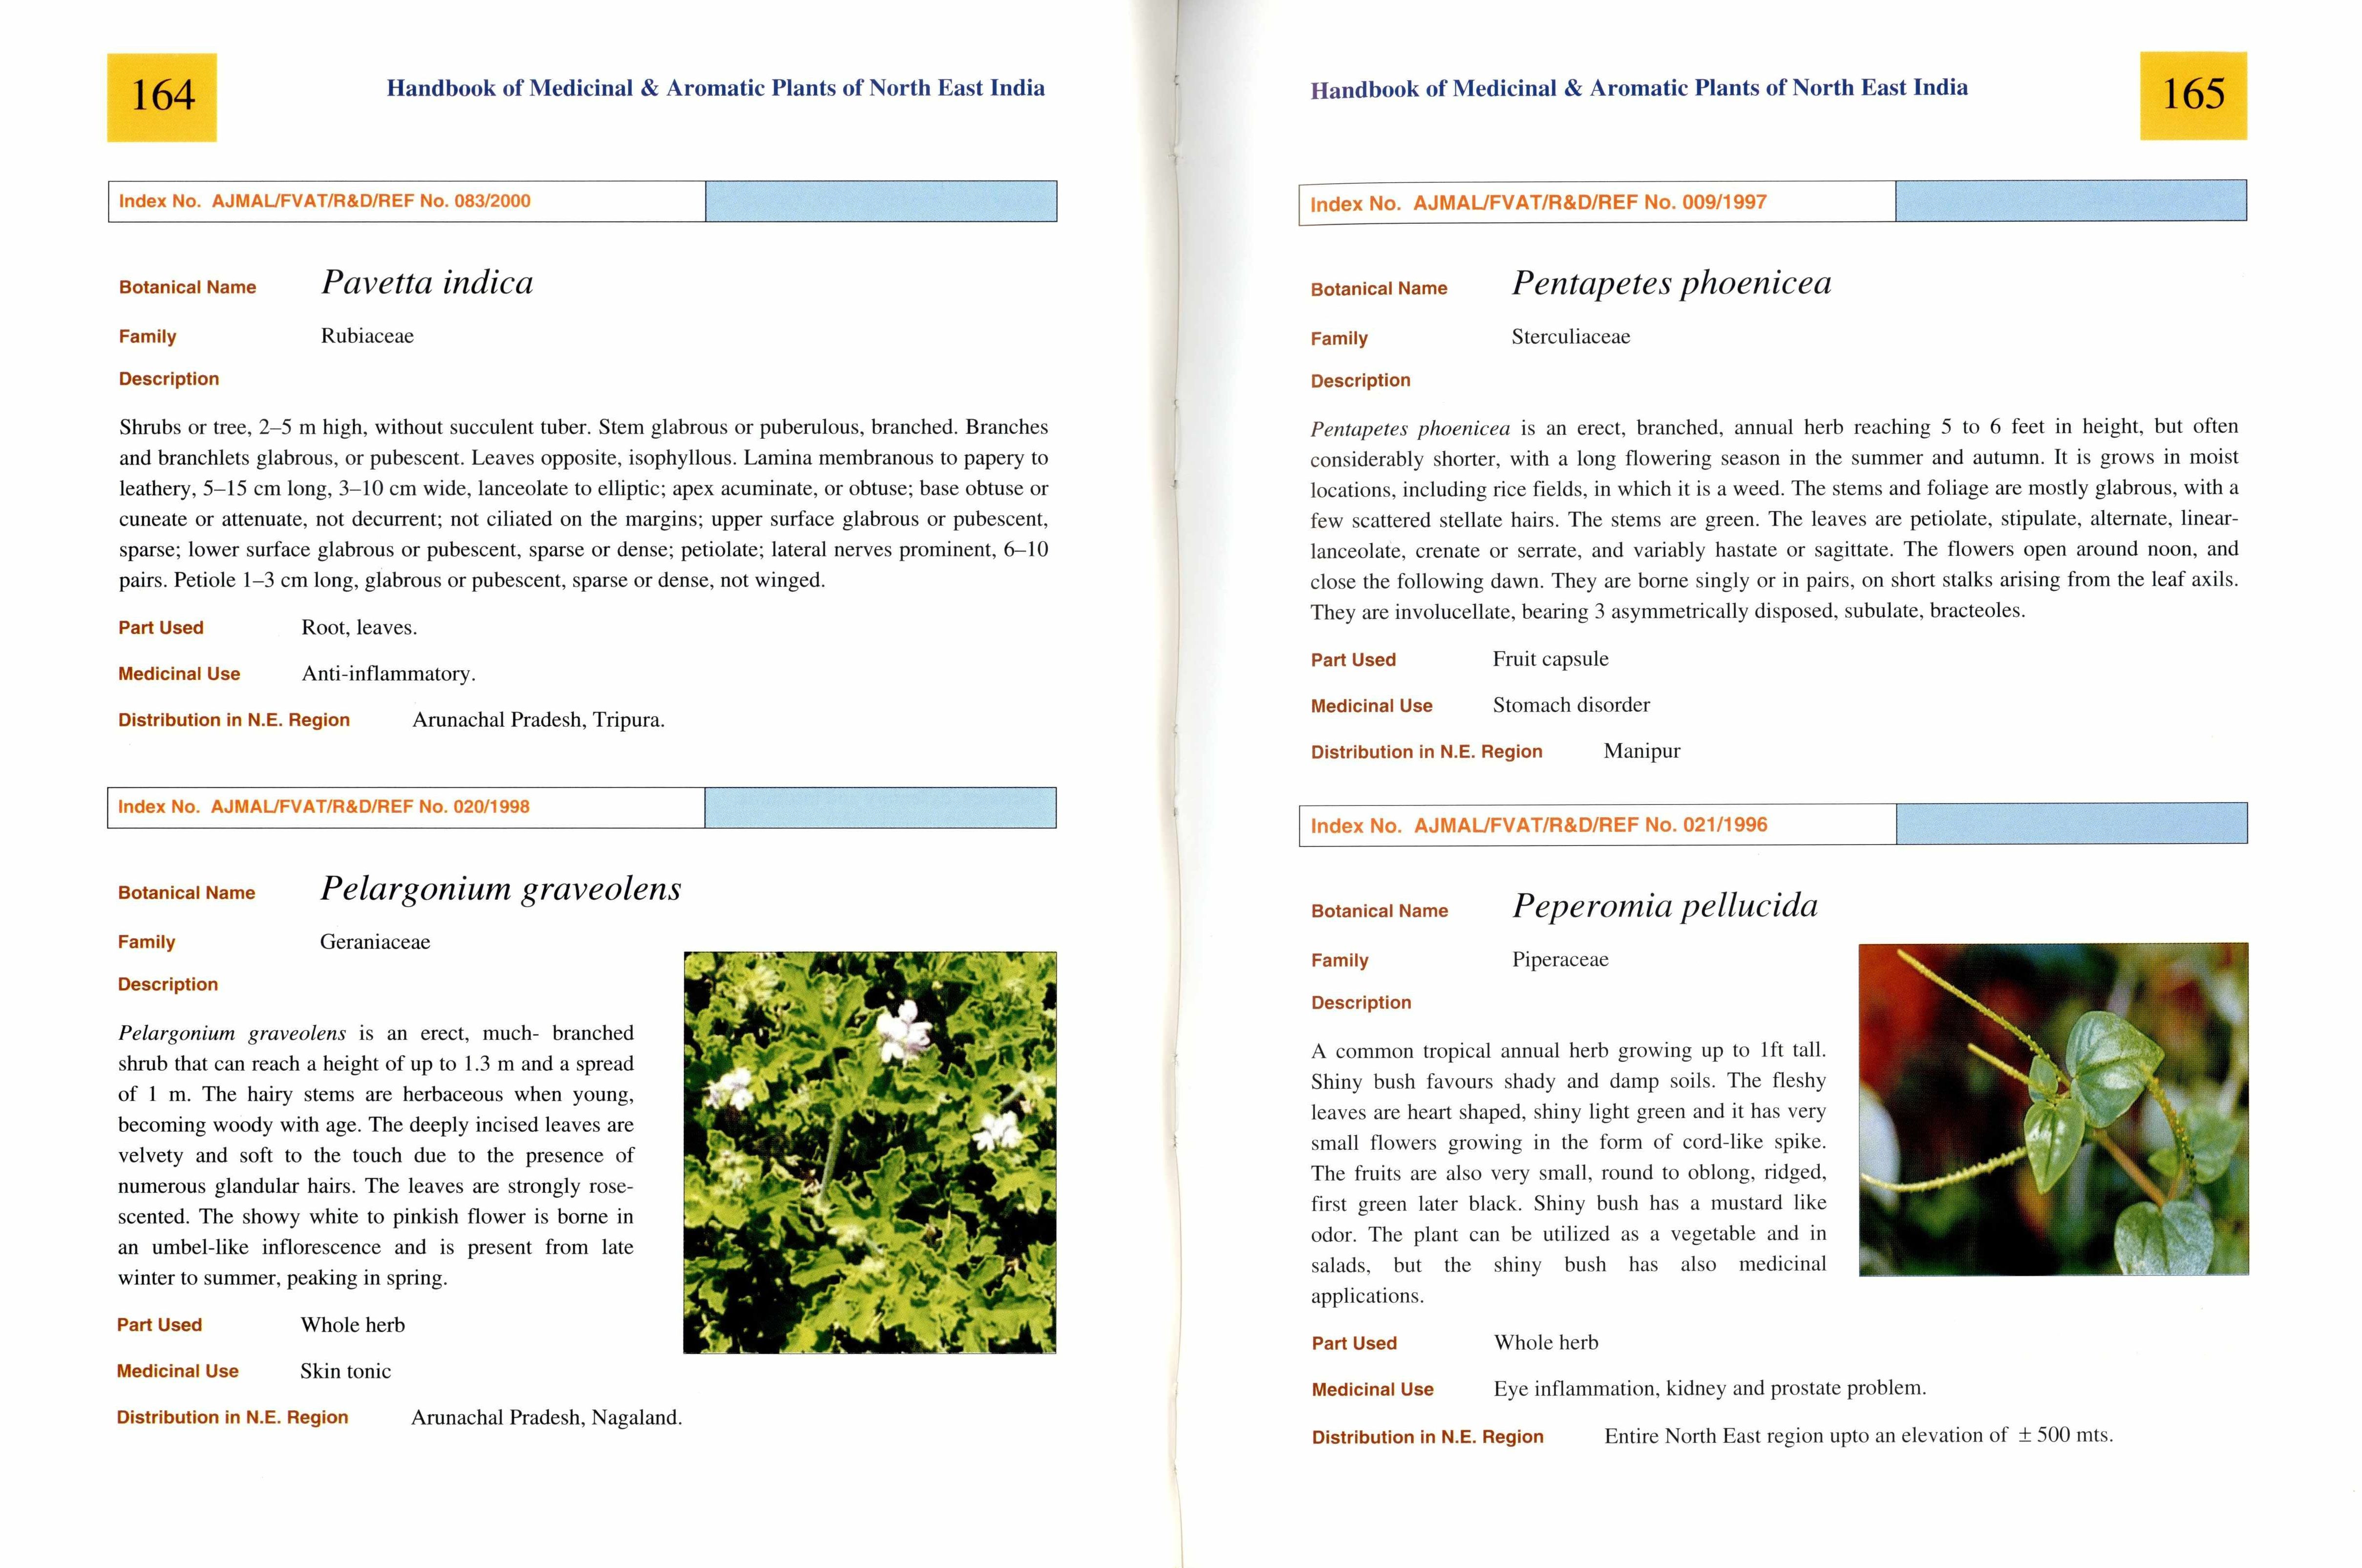 164
Handbook of Medicinal & Aromatic Plants of North East India
Index No. AJMAL/FVAT/R&D/REF No. 083/2000
Botanical Name Pavetta indica
Family Rubiaceae
Description
Shrubs or tree, 2–5 m high, without succulent tuber. Stem glabrous or puberulous, branched. Branches
and branchlets glabrous, or pubescent. Leaves opposite, isophyllous. Lamina membranous to papery to
leathery, 5–15 cm long, 3–10 cm wide, lanceolate to elliptic; apex acuminate, or obtuse; base obtuse or
cuneate or attenuate, not decurrent; not ciliated on the margins; upper surface glabrous or pubescent,
sparse; lower surface glabrous or pubescent, sparse or dense; petiolate; lateral nerves prominent, 6–10
pairs. Petiole 1–3 cm long, glabrous or pubescent, sparse or dense, not winged.
Part Used Root, leaves.
Medicinal Use Anti-inflammatory.
Distribution in N.E. Region Arunachal Pradesh, Tripura.
Index No. AJMAL/FVAT/R&D/REF No. 020/1998
Botanical Name Pelargonium graveolens
Family Geraniaceae
Description
Pelargonium graveolens is an erect, much- branched
shrub that can reach a height of up to 1.3 m and a spread
of 1 m. The hairy stems are herbaceous when young,
becoming woody with age. The deeply incised leaves are
velvety and soft to the touch due to the presence of
numerous glandular hairs. The leaves are strongly rose-
scented. The showy white to pinkish flower is borne in
an umbel-like inflorescence and is present from late
winter to summer, peaking in spring.
Part Used Whole herb
Medicinal Use Skin tonic
Distribution in N.E. Region Arunachal Pradesh, Nagaland.
Handbook of Medicinal & Aromatic Plants of North East India
165
Index No. AJMAL/FVAT/R&D/REF No. 009/1997
Botanical Name Pentapetes phoenicea
Family Sterculiaceae
Description
Pentapetes phoenicea is an erect, branched, annual herb reaching 5 to 6 feet in height, but often
considerably shorter, with a long flowering season in the summer and autumn. It is grows in moist
locations, including rice fields, in which it is a weed. The stems and foliage are mostly glabrous, with a
few scattered stellate hairs. The stems are green. The leaves are petiolate, stipulate, alternate, linear-
lanceolate, crenate or serrate, and variably hastate or sagittate. The flowers open around noon, and
close the following dawn. They are borne singly or in pairs, on short stalks arising from the leaf axils.
They are involucellate, bearing 3 asymmetrically disposed, subulate, bracteoles.
Part Used Fruit capsule
Medicinal Use Stomach disorder
Distribution in N.E. Region Manipur
Index No. AJMAL/FVAT/R&D/REF No. 021/1996
Botanical Name Peperomia pellucida
Family Piperaceae
Description
A common tropical annual herb growing up to 1ft tall.
Shiny bush favours shady and damp soils. The fleshy
leaves are heart shaped, shiny light green and it has very
small flowers growing in the form of cord-like spike.
The fruits are also very small, round to oblong, ridged,
first green later black. Shiny bush has a mustard like
odor. The plant can be utilized as a vegetable and in
salads, but the shiny bush has also medicinal
applications.
Part Used Whole herb
Medicinal Use Eye inflammation, kidney and prostate problem.
Distribution in N.E. Region Entire North East region upto an elevation of ± 500 mts.